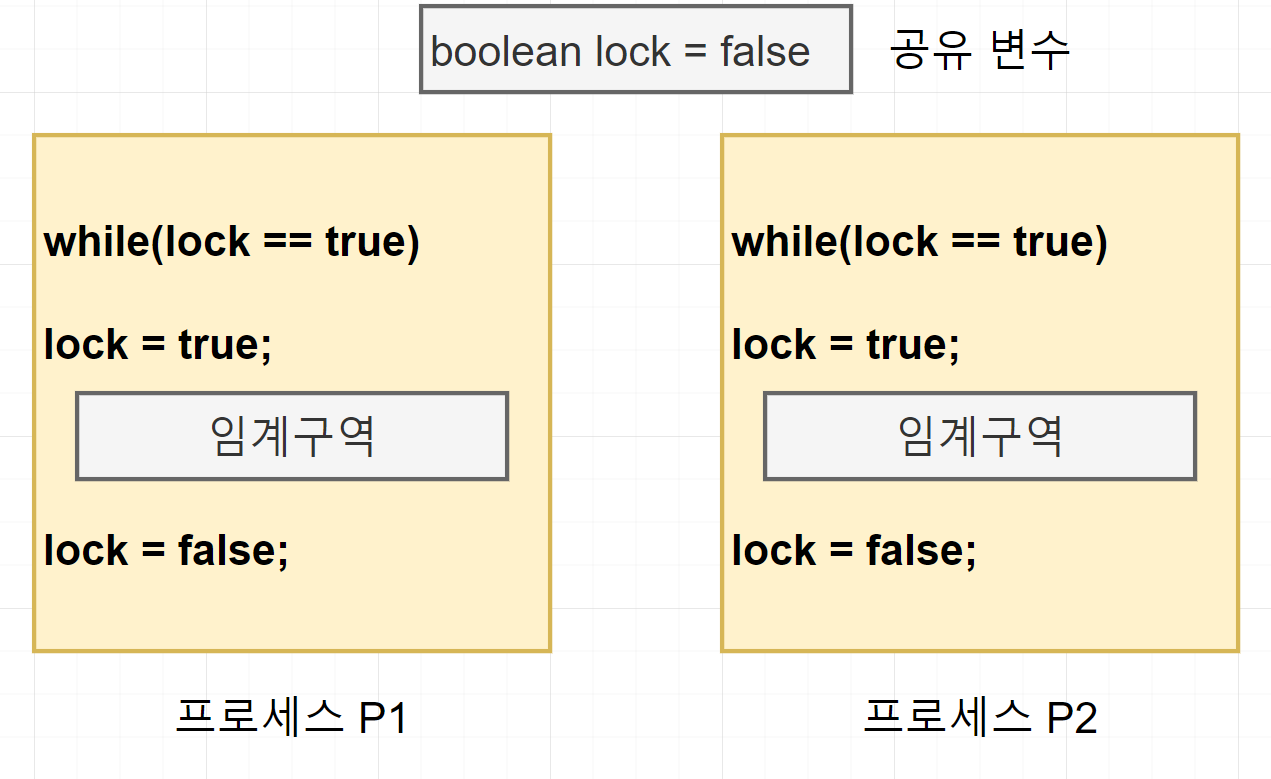 boolean lock = false
공유 변수
while(lock == true)
lock = true;
임계구역
lock = false;
프로세스 P1
while(lock == true)
lock = true;
임계구역
lock = false;
프로세스 P2